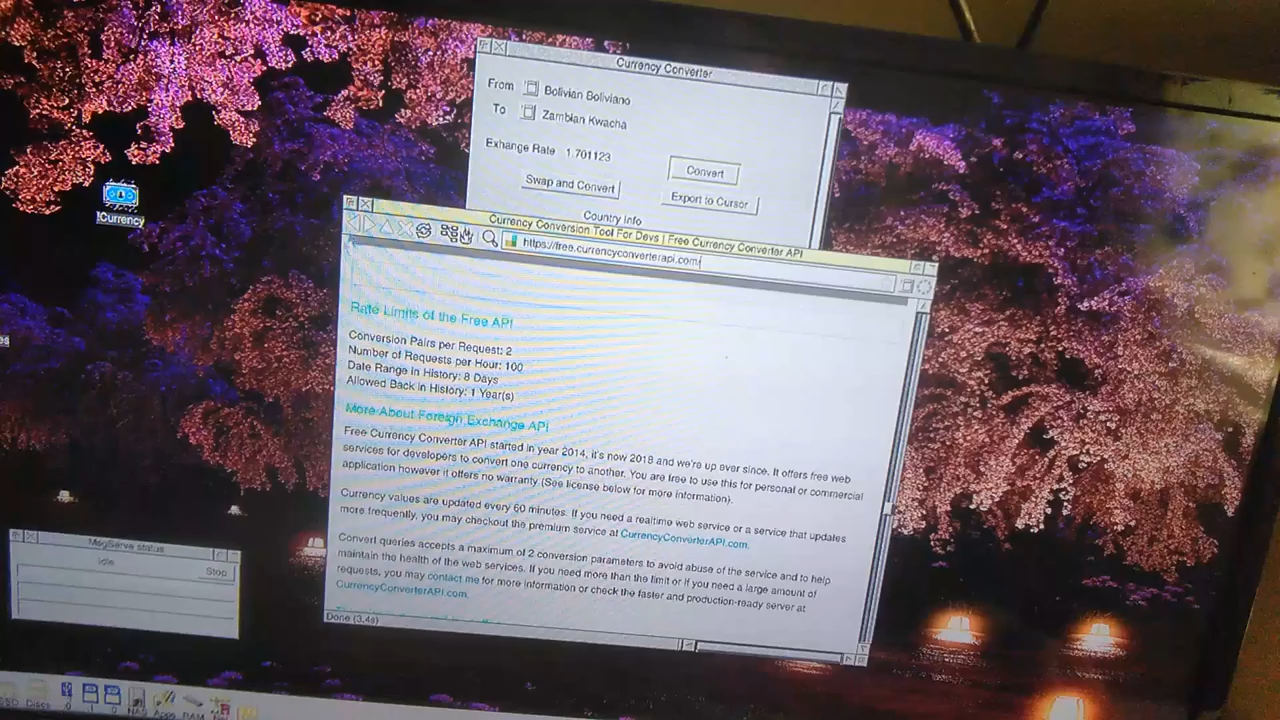 Currency Converter
From Bolivian Boliviano
To Zambian Kwacha
Exhange Rate 1.701123
Convert
Swap and Convert
Export to Cursor
Country Info
!Currency
Currency Conversion Tool For Devs | Free Currency Converter API
https://free.currencyconverterapi.com/
Rate Limits of the Free API
Conversion Pairs per Request: 2
Number of Requests per Hour: 100
Date Range in History: 8 Days
Allowed Back in History: 1 Year(s)
More About Foreign Exchange API
Free Currency Converter API started in year 2014, it's now 2018 and we're up ever since. It offers free web
services for developers to convert one currency to another. You are free to use this for personal or commercial
application however it offers no warranty (See license below for more information).
Currency values are updated every 60 minutes. If you need a realtime web service or a service that updates
more frequently, you may checkout the premium service at CurrencyConverterAPI.com.
Convert queries accepts a maximum of 2 conversion parameters to avoid abuse of the service and to help
maintain the health of the web services. If you need more than the limit or if you need a large amount of
requests, you may contact me for more information or check the faster and production-ready server at
CurrencyConverterAPI.com.
Done (3.4s)
MsgServe status
Idle
Stop
Discs
0 1 0
Apps RAM